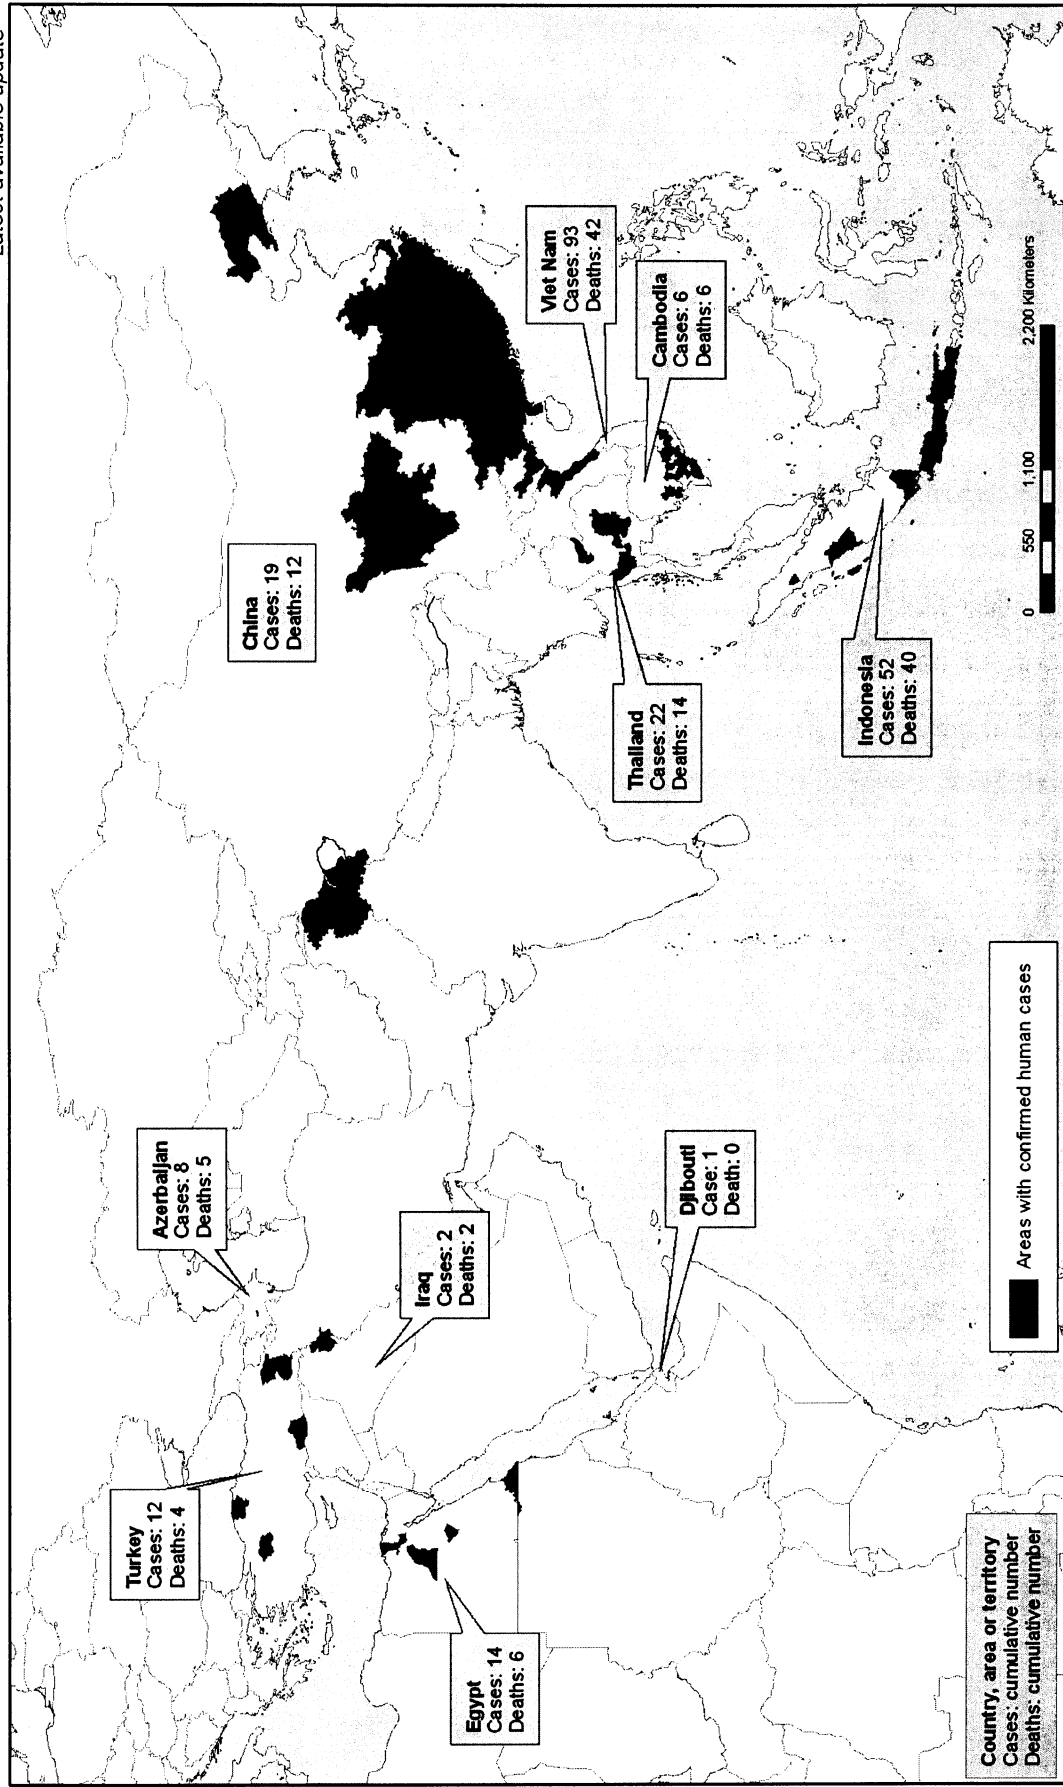 Latest available update
Turkey
Cases: 12
Deaths: 4
Azerbaijan
Cases: 8
Deaths: 5
China
Cases: 19
Deaths: 12
Egypt
Cases: 14
Deaths: 6
Iraq
Cases: 2
Deaths: 2
Viet Nam
Cases: 93
Deaths: 42
Djibouti
Case: 1
Death: 0
Thailand
Cases: 22
Deaths: 14
Cambodia
Cases: 6
Deaths: 6
Indonesia
Cases: 52
Deaths: 40
Country, area or territory
Cases: cumulative number
Deaths: cumulative number
Areas with confirmed human cases
0 550 1,100 2,200 Kilometers